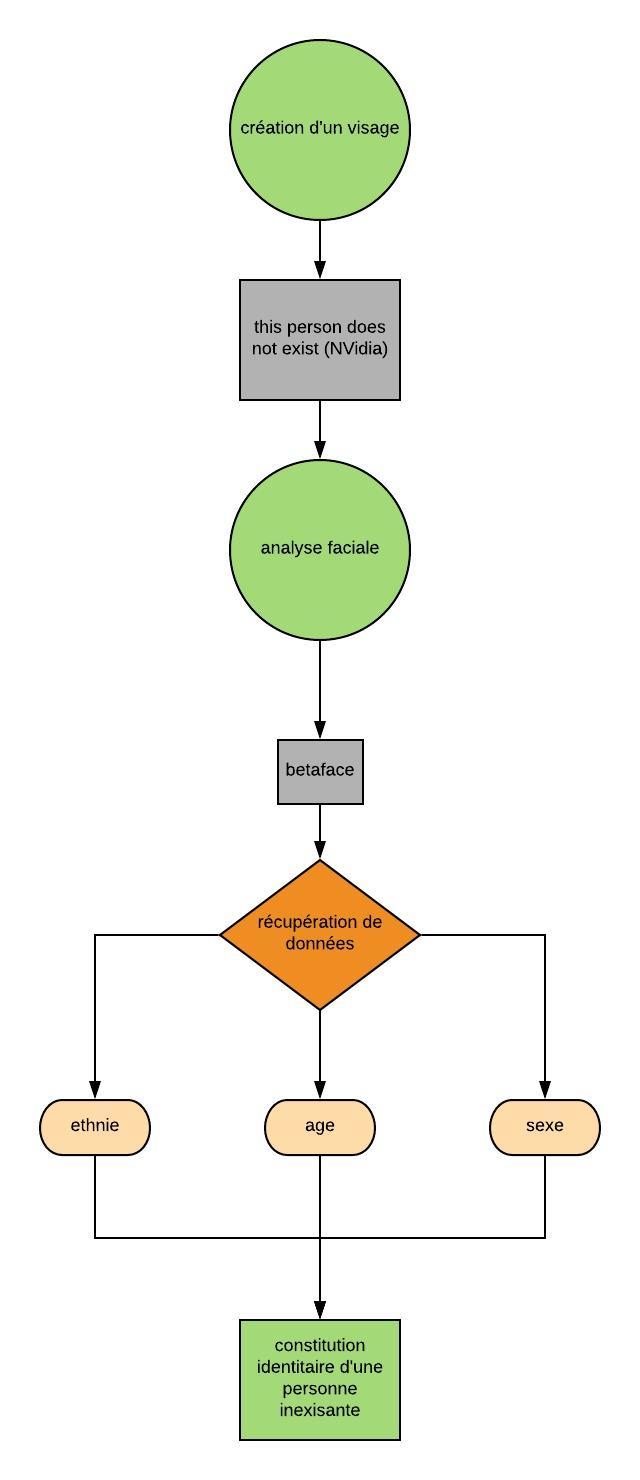 création d'un visage
this person does
not exist (NVidia)
analyse faciale
betaface
récupération de
données
ethnie
age
sexe
constitution
identitaire d'une
personne
inexisante